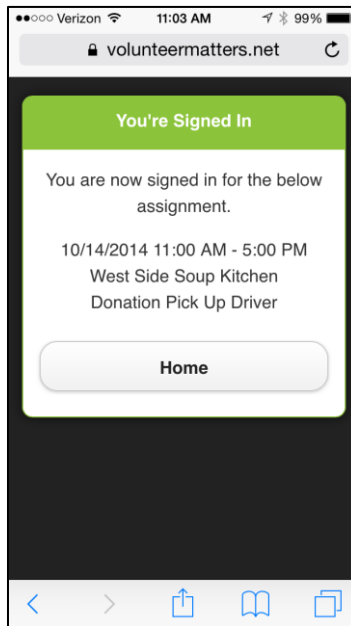 Verizon 11:03 AM 99%
volunteermatters.net
You're Signed In
You are now signed in for the below
assignment.
10/14/2014 11:00 AM - 5:00 PM
West Side Soup Kitchen
Donation Pick Up Driver
Home